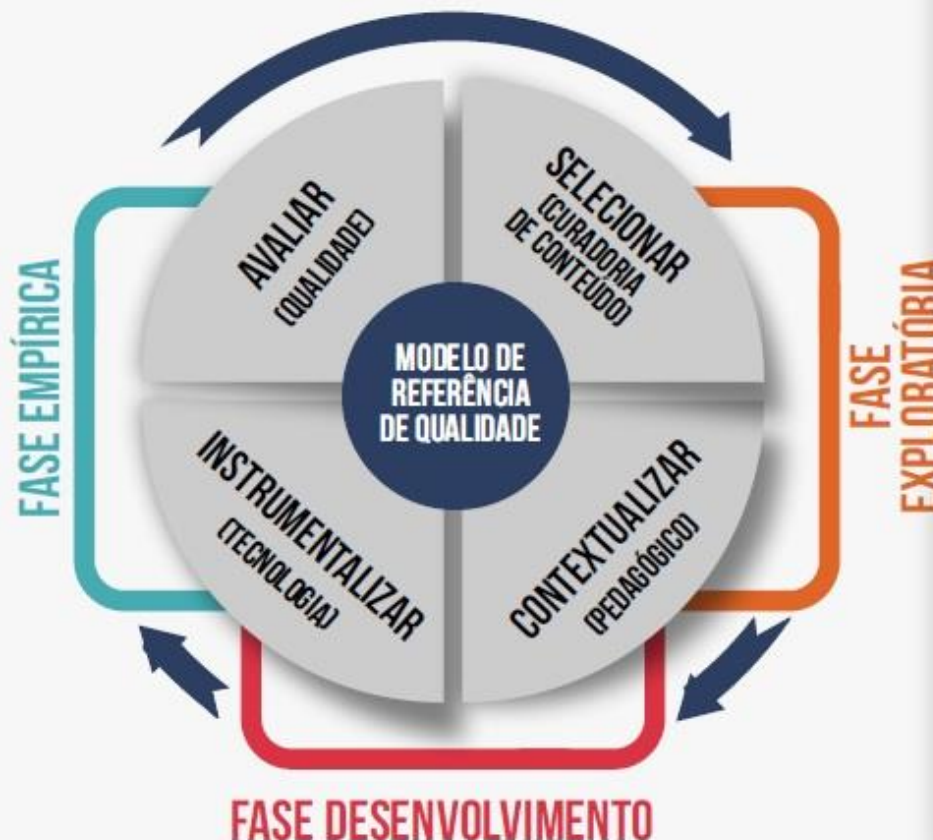 AVALIAR
(QUALIDADE)
SELECIONAR
(CURADORIA
DE CONTEÚDO)
MODELO DE
REFERÊNCIA
DE QUALIDADE
FASE EMPÍRICA
FASE
EXPLORATÓRIA
INSTRUMENTALIZAR
(TECNOLOGIA)
CONTEXTUALIZAR
(PEDAGÓGICO)
FASE DESENVOLVIMENTO